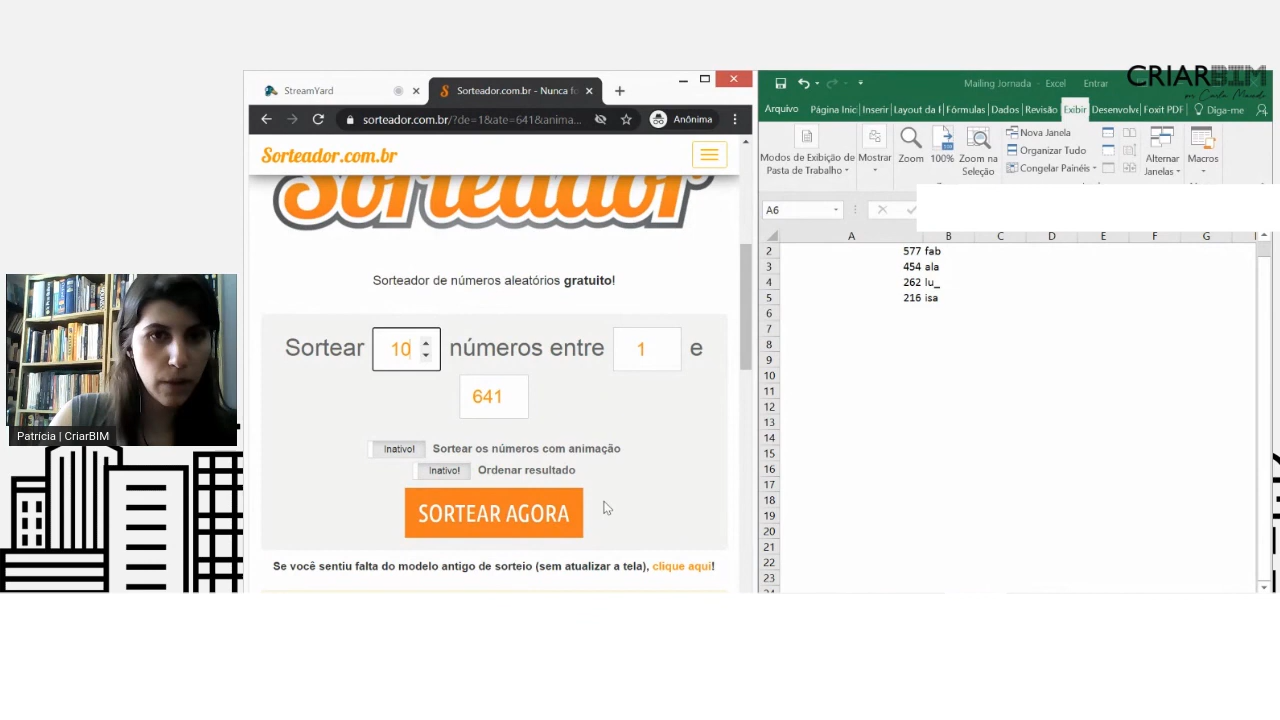 CRIARBIM
StreamYard
Sorteador.com.br - Nunca fo
Mailing Jornada - Excel
Entrar
sorteador.com.br/?de=1&ate=641&anima...
Anônima
Arquivo
Página Inic
Inserir
Layout da I
Fórmulas
Dados
Revisão
Exibir
Desenvolve
Foxit PDF
Diga-me
Sorteador.com.br
Modos de Exibição de
Pasta de Trabalho
Mostrar
Zoom
100%
Zoom na
Seleção
Nova Janela
Organizar Tudo
Congelar Painéis
Alternar
Janelas
Macros
Sorteador
A6
A B C D E F G
2 577 fab
3 454 ala
4 262 lu_
5 216 isa
6
7
8
9
10
11
12
13
14
15
16
17
18
19
20
21
22
23
Sorteador de números aleatórios gratuito!
Sortear 10 números entre 1 e
641
Inativo! Sortear os números com animação
Inativo! Ordenar resultado
SORTEAR AGORA
Se você sentiu falta do modelo antigo de sorteio (sem atualizar a tela), clique aqui!
Patrícia | CriarBIM